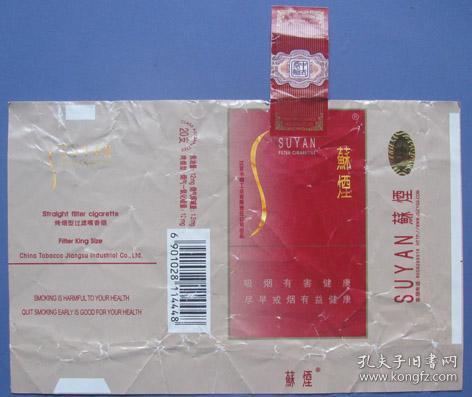 SUYAN
FILTER CIGARETTES
蘇煙
®
吸烟有害健康
尽早戒烟有益健康
蘇煙®
Straight filter cigarette
烤烟型过滤嘴香烟
Filter King Size
China Tobacco Jiangsu Industrial Co., Ltd.
SMOKING IS HARMFUL TO YOUR HEALTH
QUIT SMOKING EARLY IS GOOD FOR YOUR HEALTH
20支
6 901028 114448
SUYAN 蘇煙
孔夫子旧书网
www.kongfz.com